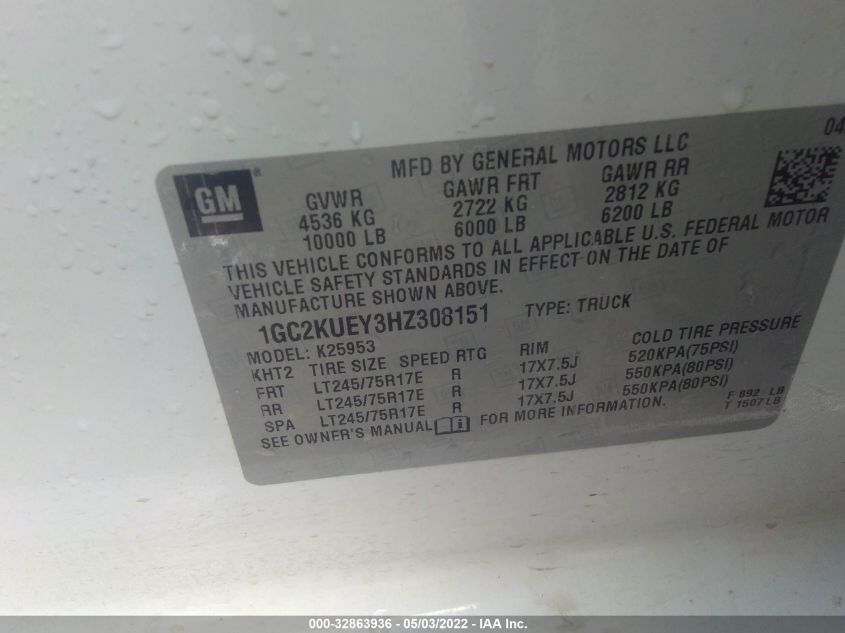 04
MFD BY GENERAL MOTORS LLC
GM
GVWR GAWR FRT GAWR RR
4536 KG 2722 KG 2812 KG
10000 LB 6000 LB 6200 LB
THIS VEHICLE CONFORMS TO ALL APPLICABLE U.S. FEDERAL MOTOR
VEHICLE SAFETY STANDARDS IN EFFECT ON THE DATE OF
MANUFACTURE SHOWN ABOVE.
1GC2KUEY3HZ308151 TYPE: TRUCK
MODEL: K25953
KHT2 TIRE SIZE SPEED RTG RIM COLD TIRE PRESSURE
FRT LT245/75R17E R 17X7.5J 520KPA(75PSI)
RR LT245/75R17E R 17X7.5J 550KPA(80PSI)
SPA LT245/75R17E R 17X7.5J 550KPA(80PSI)
SEE OWNER'S MANUAL FOR MORE INFORMATION.
F 892 LB
T 1507 LB
000-32863936 - 05/03/2022 - IAA Inc.